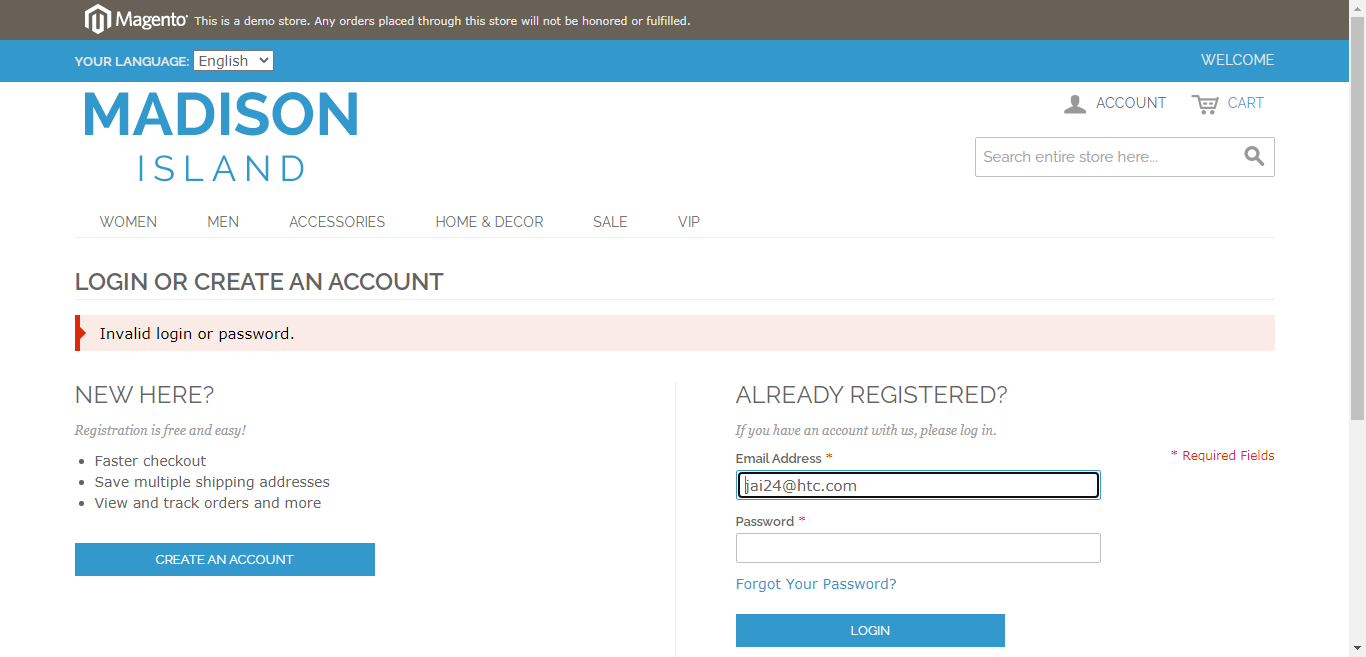 Magento® This is a demo store. Any orders placed through this store will not be honored or fulfilled.
YOUR LANGUAGE: English WELCOME
MADISON
ISLAND
ACCOUNT CART
Search entire store here...
WOMEN MEN ACCESSORIES HOME & DECOR SALE VIP
LOGIN OR CREATE AN ACCOUNT
Invalid login or password.
NEW HERE?
Registration is free and easy!
• Faster checkout
• Save multiple shipping addresses
• View and track orders and more
CREATE AN ACCOUNT
ALREADY REGISTERED?
If you have an account with us, please log in.
* Required Fields
Email Address *
jai24@htc.com
Password *
Forgot Your Password?
LOGIN